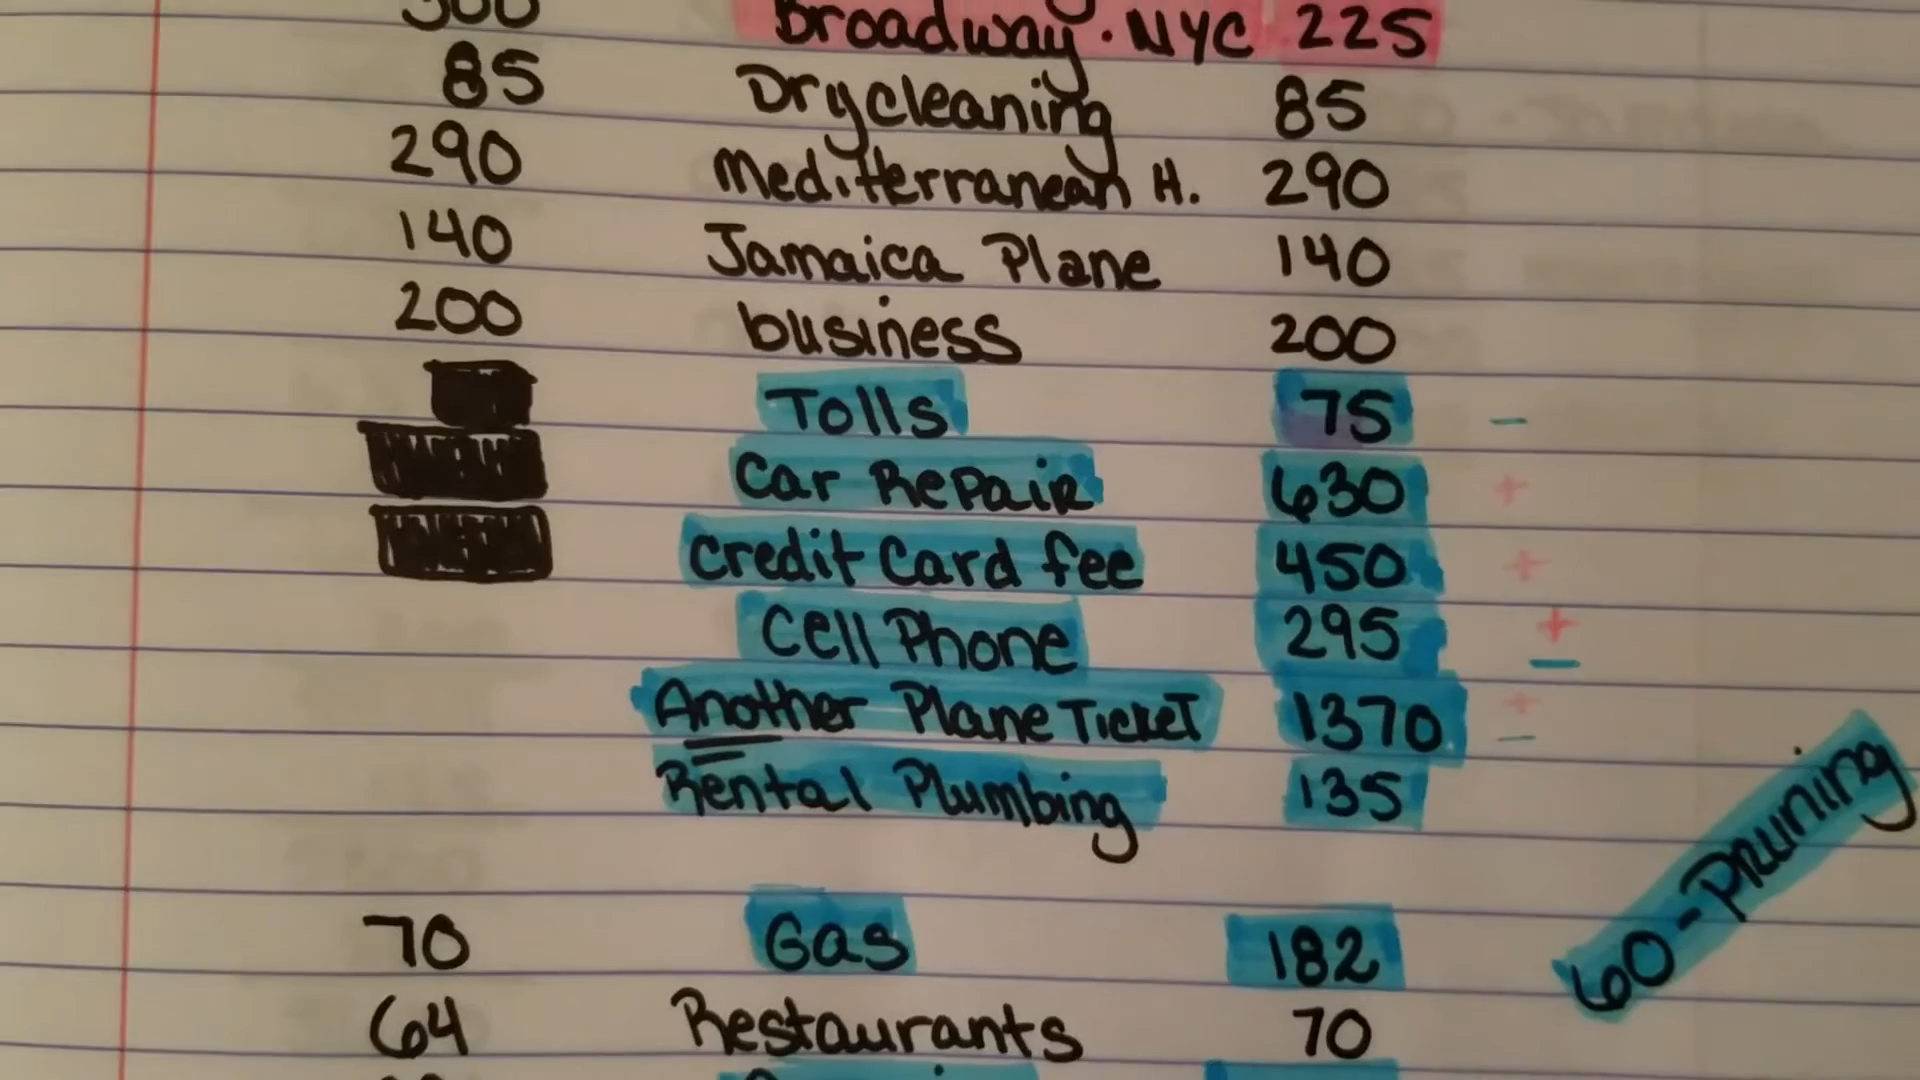 300 Broadway. NYC 225
85 Drycleaning 85
290 Mediterranean H. 290
140 Jamaica Plane 140
200 business 200
Tolls 75 -
Car Repair 630 +
Credit Card fee 450 +
Cell Phone 295 + -
Another Plane Ticket 1370 + -
Rental Plumbing 135
60 - Pruning
70 Gas 182
64 Restaurants 70